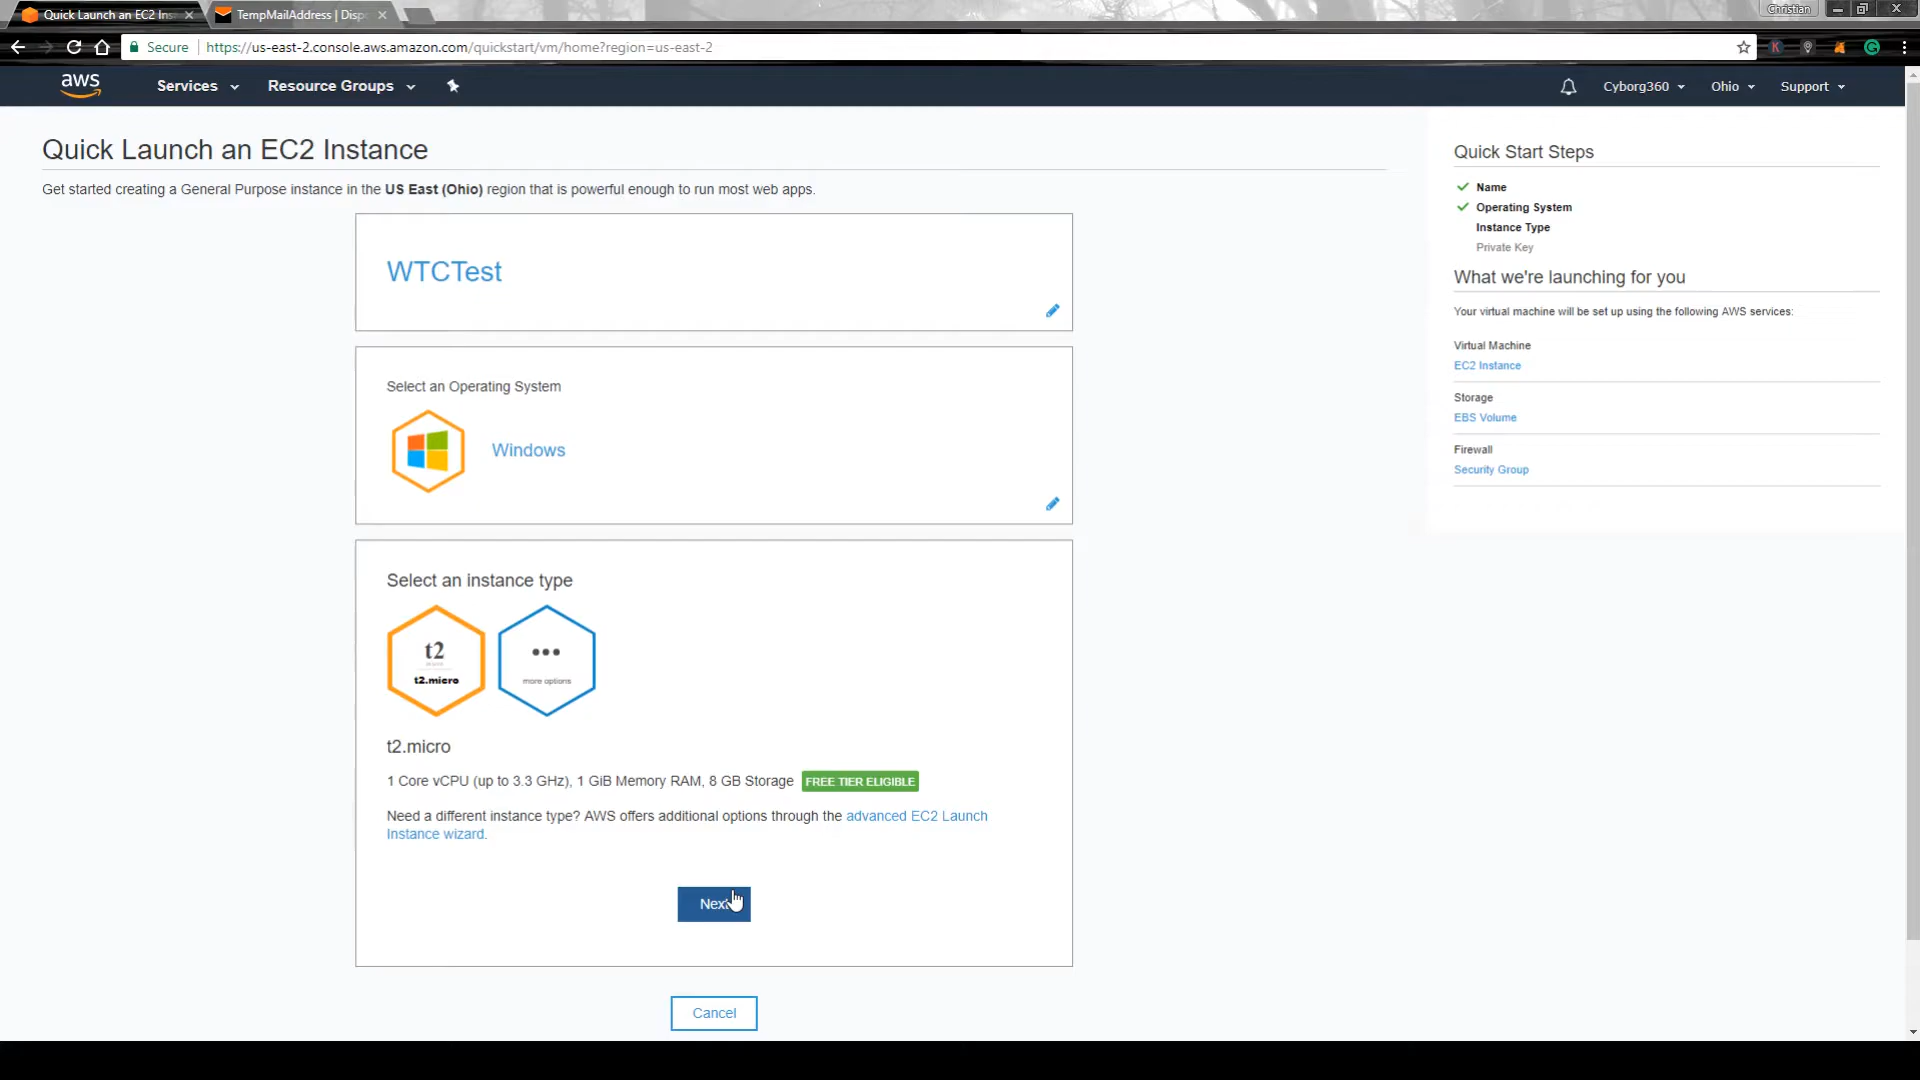 Quick Launch an EC2 Ins
TempMailAddress | Disp
Christian
Secure
https://us-east-2.console.aws.amazon.com/quickstart/vm/home?region=us-east-2
aws
Services
Resource Groups
Cyborg360
Ohio
Support
Quick Launch an EC2 Instance
Get started creating a General Purpose instance in the US East (Ohio) region that is powerful enough to run most web apps.
WTCTest
Select an Operating System
Windows
Select an instance type
t2
t2.micro
•••
more options
t2.micro
1 Core vCPU (up to 3.3 GHz), 1 GiB Memory RAM, 8 GB Storage FREE TIER ELIGIBLE
Need a different instance type? AWS offers additional options through the advanced EC2 Launch
Instance wizard.
Next
Cancel
Quick Start Steps
Name
Operating System
Instance Type
Private Key
What we're launching for you
Your virtual machine will be set up using the following AWS services:
Virtual Machine
EC2 Instance
Storage
EBS Volume
Firewall
Security Group